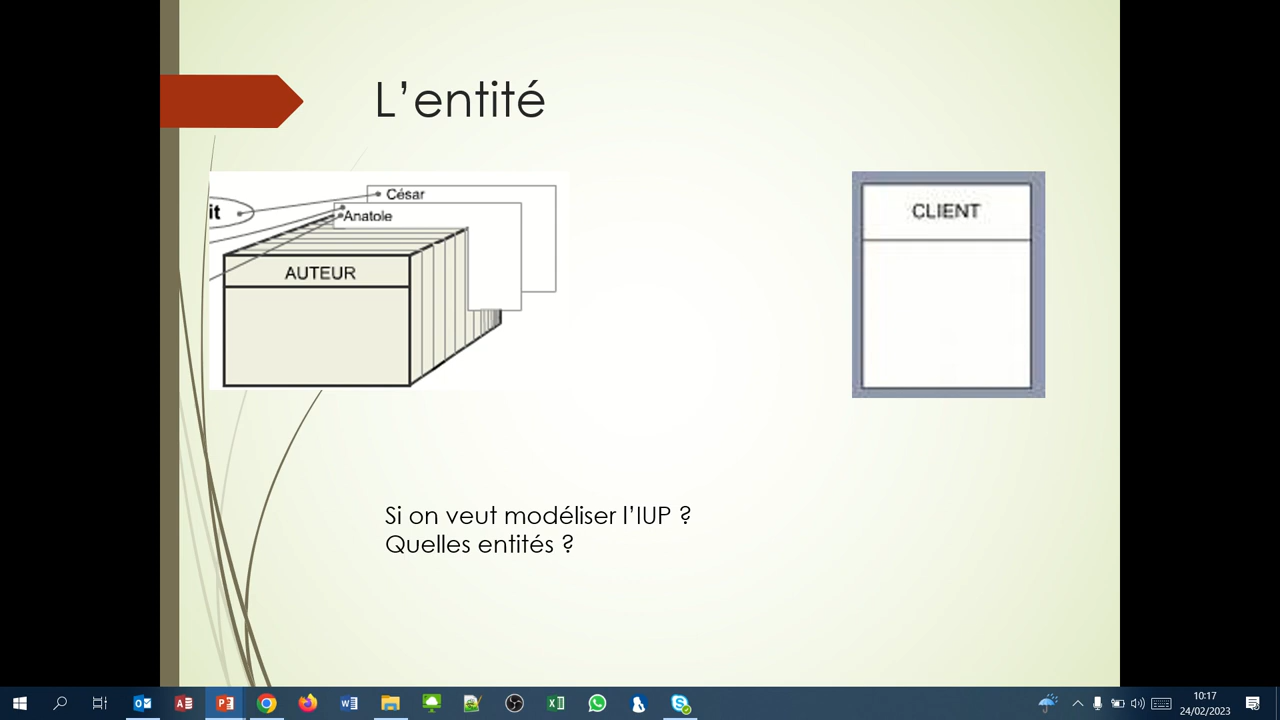 L’entité
it
César
Anatole
AUTEUR
CLIENT
Si on veut modéliser l’IUP ?
Quelles entités ?
10:17
24/02/2023